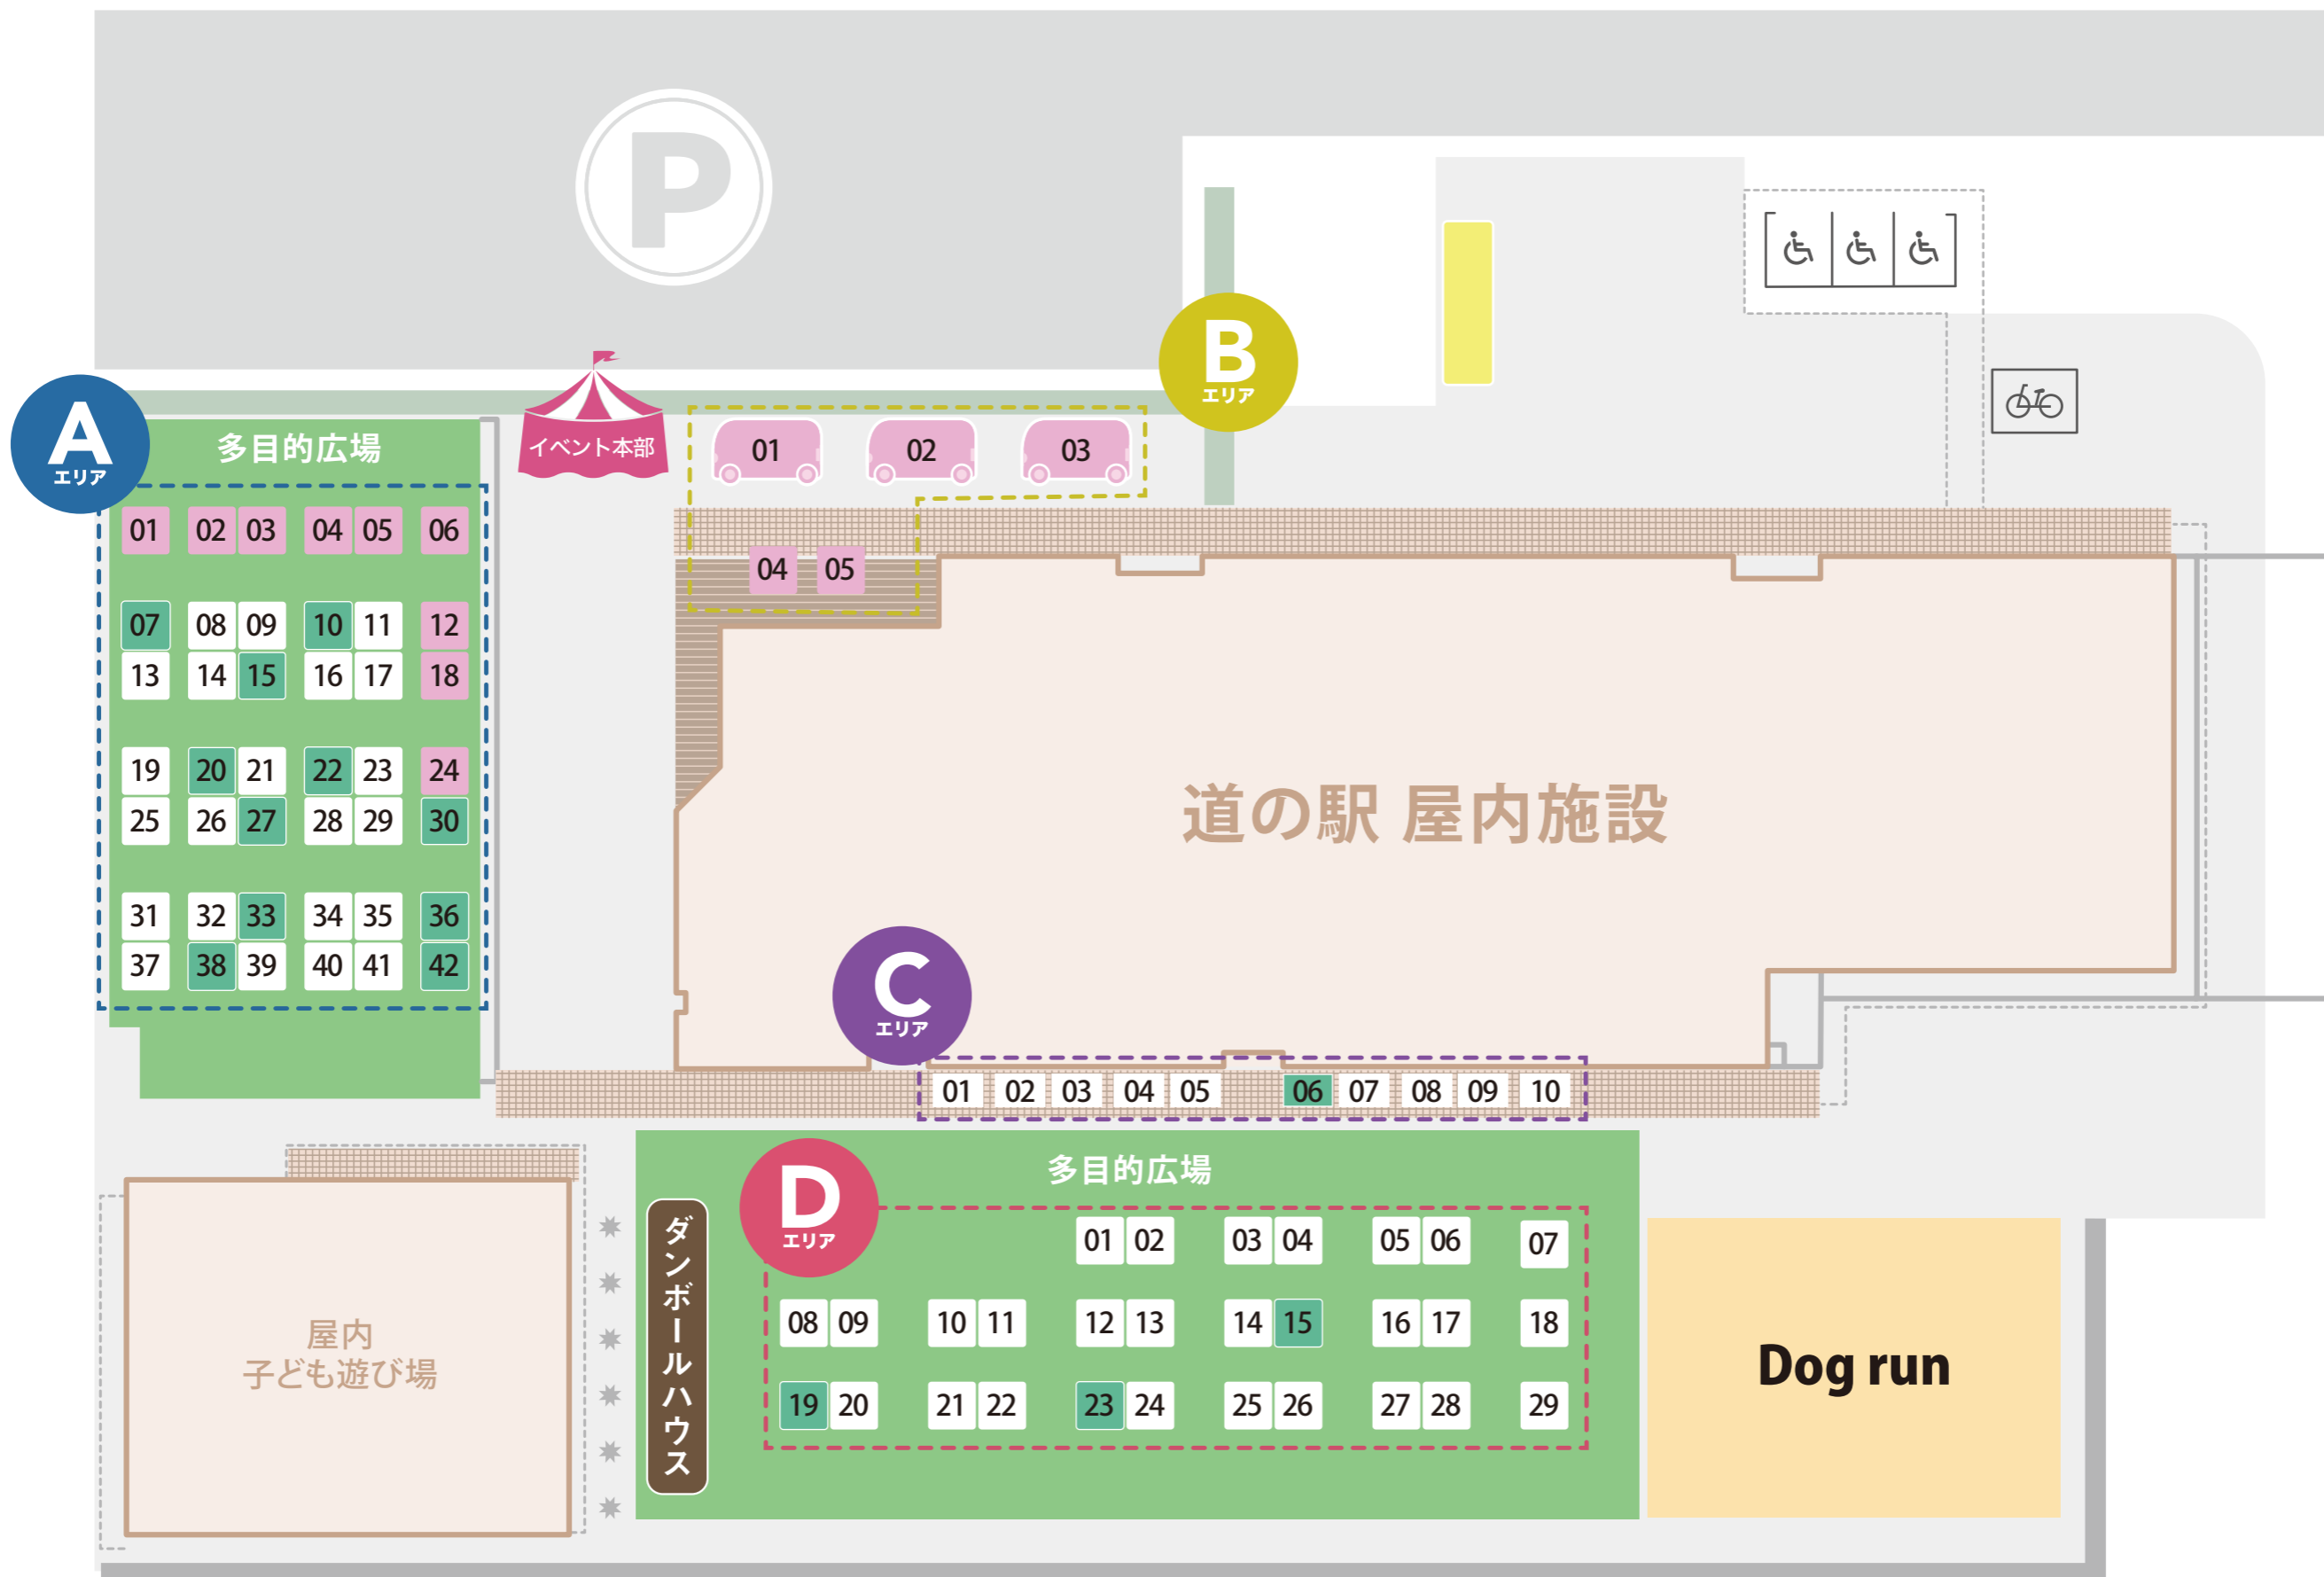 P
A
エリア
多目的広場
01 02 03 04 05 06
07 08 09 10 11 12
13 14 15 16 17 18
19 20 21 22 23 24
25 26 27 28 29 30
31 32 33 34 35 36
37 38 39 40 41 42
イベント本部
B
エリア
01 02 03
04 05
道の駅 屋内施設
C
エリア
01 02 03 04 05 06 07 08 09 10
多目的広場
D
エリア
01 02 03 04 05 06 07
08 09 10 11 12 13 14 15 16 17 18
19 20 21 22 23 24 25 26 27 28 29
ダンボールハウス
屋内
子ども遊び場
Dog run